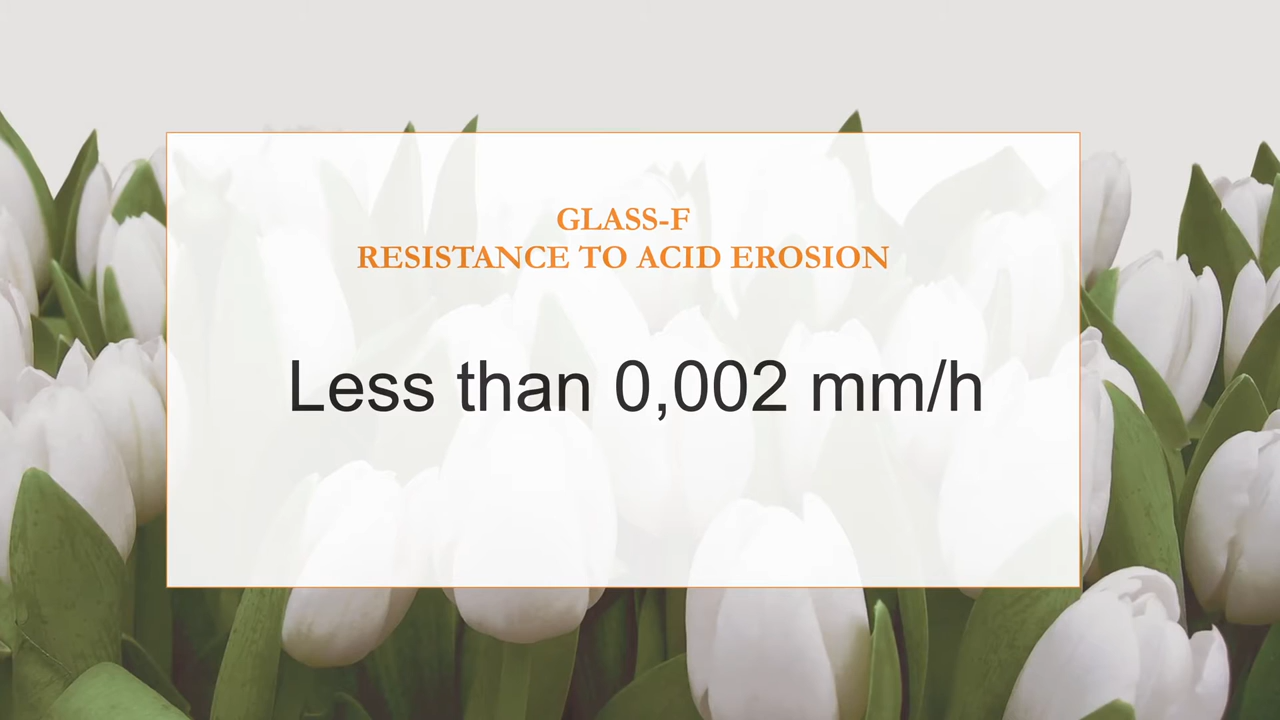 GLASS-F
RESISTANCE TO ACID EROSION
Less than 0,002 mm/h